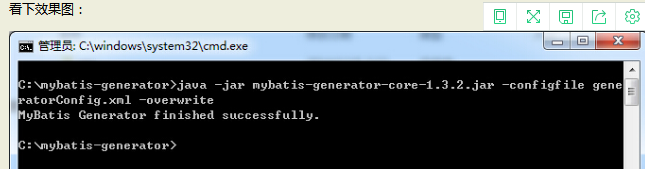 看下效果图：
管理员: C:\windows\system32\cmd.exe
C:\mybatis-generator>java -jar mybatis-generator-core-1.3.2.jar -configfile gene
ratorConfig.xml -overwrite
MyBatis Generator finished successfully.
C:\mybatis-generator>